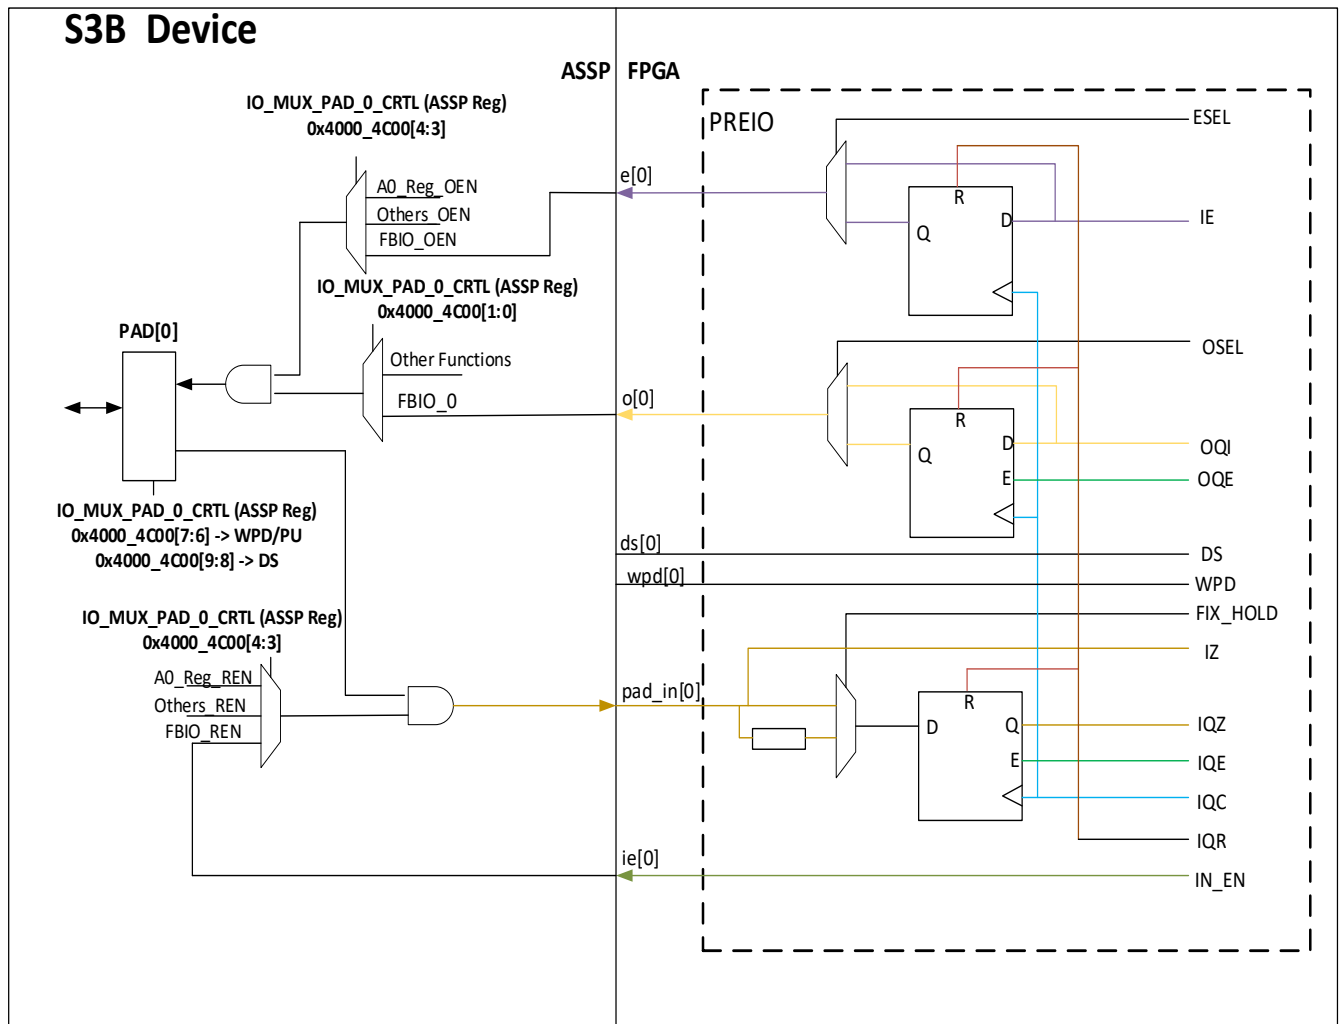 S3B Device
ASSP FPGA
IO_MUX_PAD_0_CRTL (ASSP Reg)
0x4000_4C00[4:3]
A0_Reg_OEN
Others_OEN
FBIO_OEN
IO_MUX_PAD_0_CRTL (ASSP Reg)
0x4000_4C00[1:0]
Other Functions
FBIO_0
PAD[0]
IO_MUX_PAD_0_CRTL (ASSP Reg)
0x4000_4C00[7:6] -> WPD/PU
0x4000_4C00[9:8] -> DS
IO_MUX_PAD_0_CRTL (ASSP Reg)
0x4000_4C00[4:3]
A0_Reg_REN
Others_REN
FBIO_REN
e[0]
o[0]
ds[0]
wpd[0]
pad_in[0]
ie[0]
PREIO
R
Q
D
R
Q
D
E
R
D
Q
E
ESEL
IE
OSEL
OQI
OQE
DS
WPD
FIX_HOLD
IZ
IQZ
IQE
IQC
IQR
IN_EN